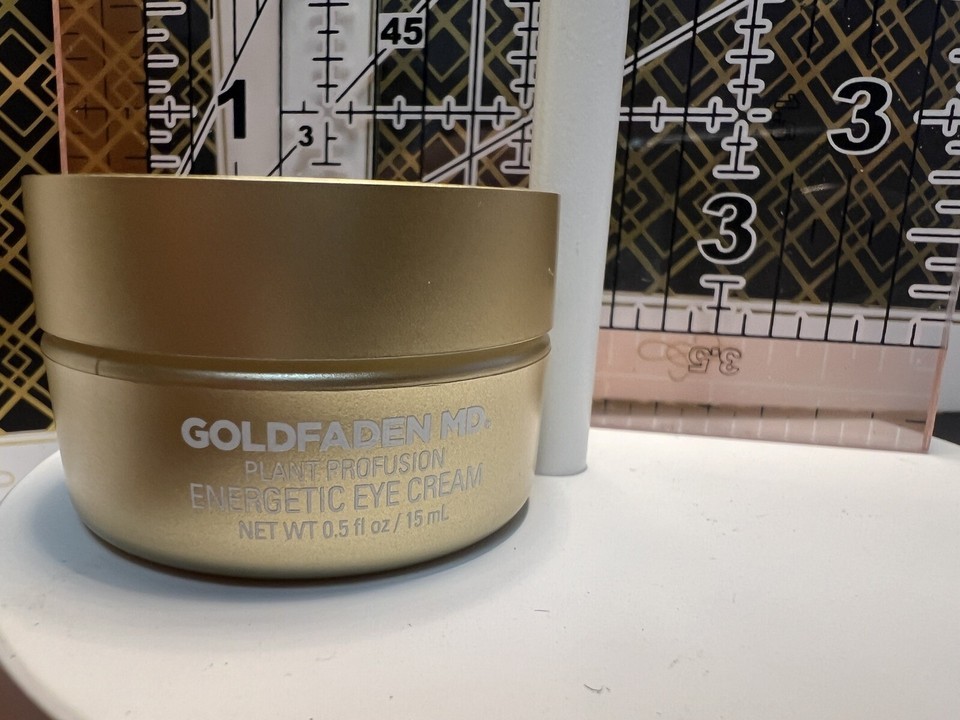 45
1
3
3
3
3.5
GOLDFADEN MD.
PLANT PROFUSION
ENERGETIC EYE CREAM
NET WT 0.5 fl oz / 15 mL